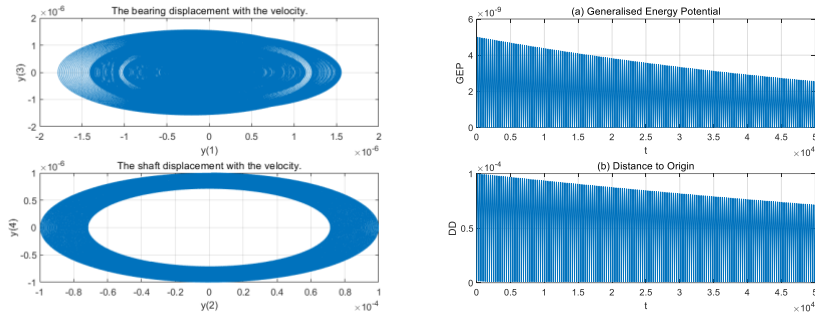 The bearing displacement with the velocity.
×10⁻⁶
2
1
0
-1
-2
y(3)
-2 -1.5 -1 -0.5 0 0.5 1 1.5 2
y(1)
×10⁻⁶
The shaft displacement with the velocity.
×10⁻⁶
1
0.5
0
-0.5
-1
y(4)
-1 -0.8 -0.6 -0.4 -0.2 0 0.2 0.4 0.6 0.8 1
y(2)
×10⁻⁴
(a) Generalised Energy Potential
×10⁻⁹
6
4
2
0
GEP
0 0.5 1 1.5 2 2.5 3 3.5 4 4.5 5
t
×10⁴
(b) Distance to Origin
×10⁻⁴
1
0.5
0
DD
0 0.5 1 1.5 2 2.5 3 3.5 4 4.5 5
t
×10⁴